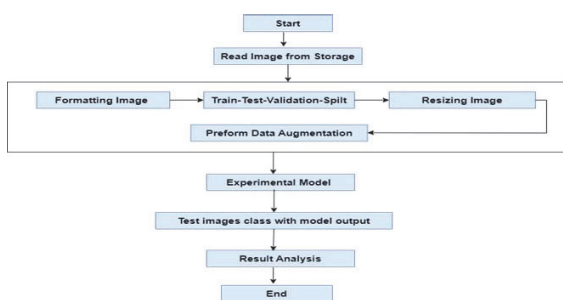 Start
Read Image from Storage
Formatting Image
Train-Test-Validation-Spilt
Resizing Image
Preform Data Augmentation
Experimental Model
Test images class with model output
Result Analysis
End